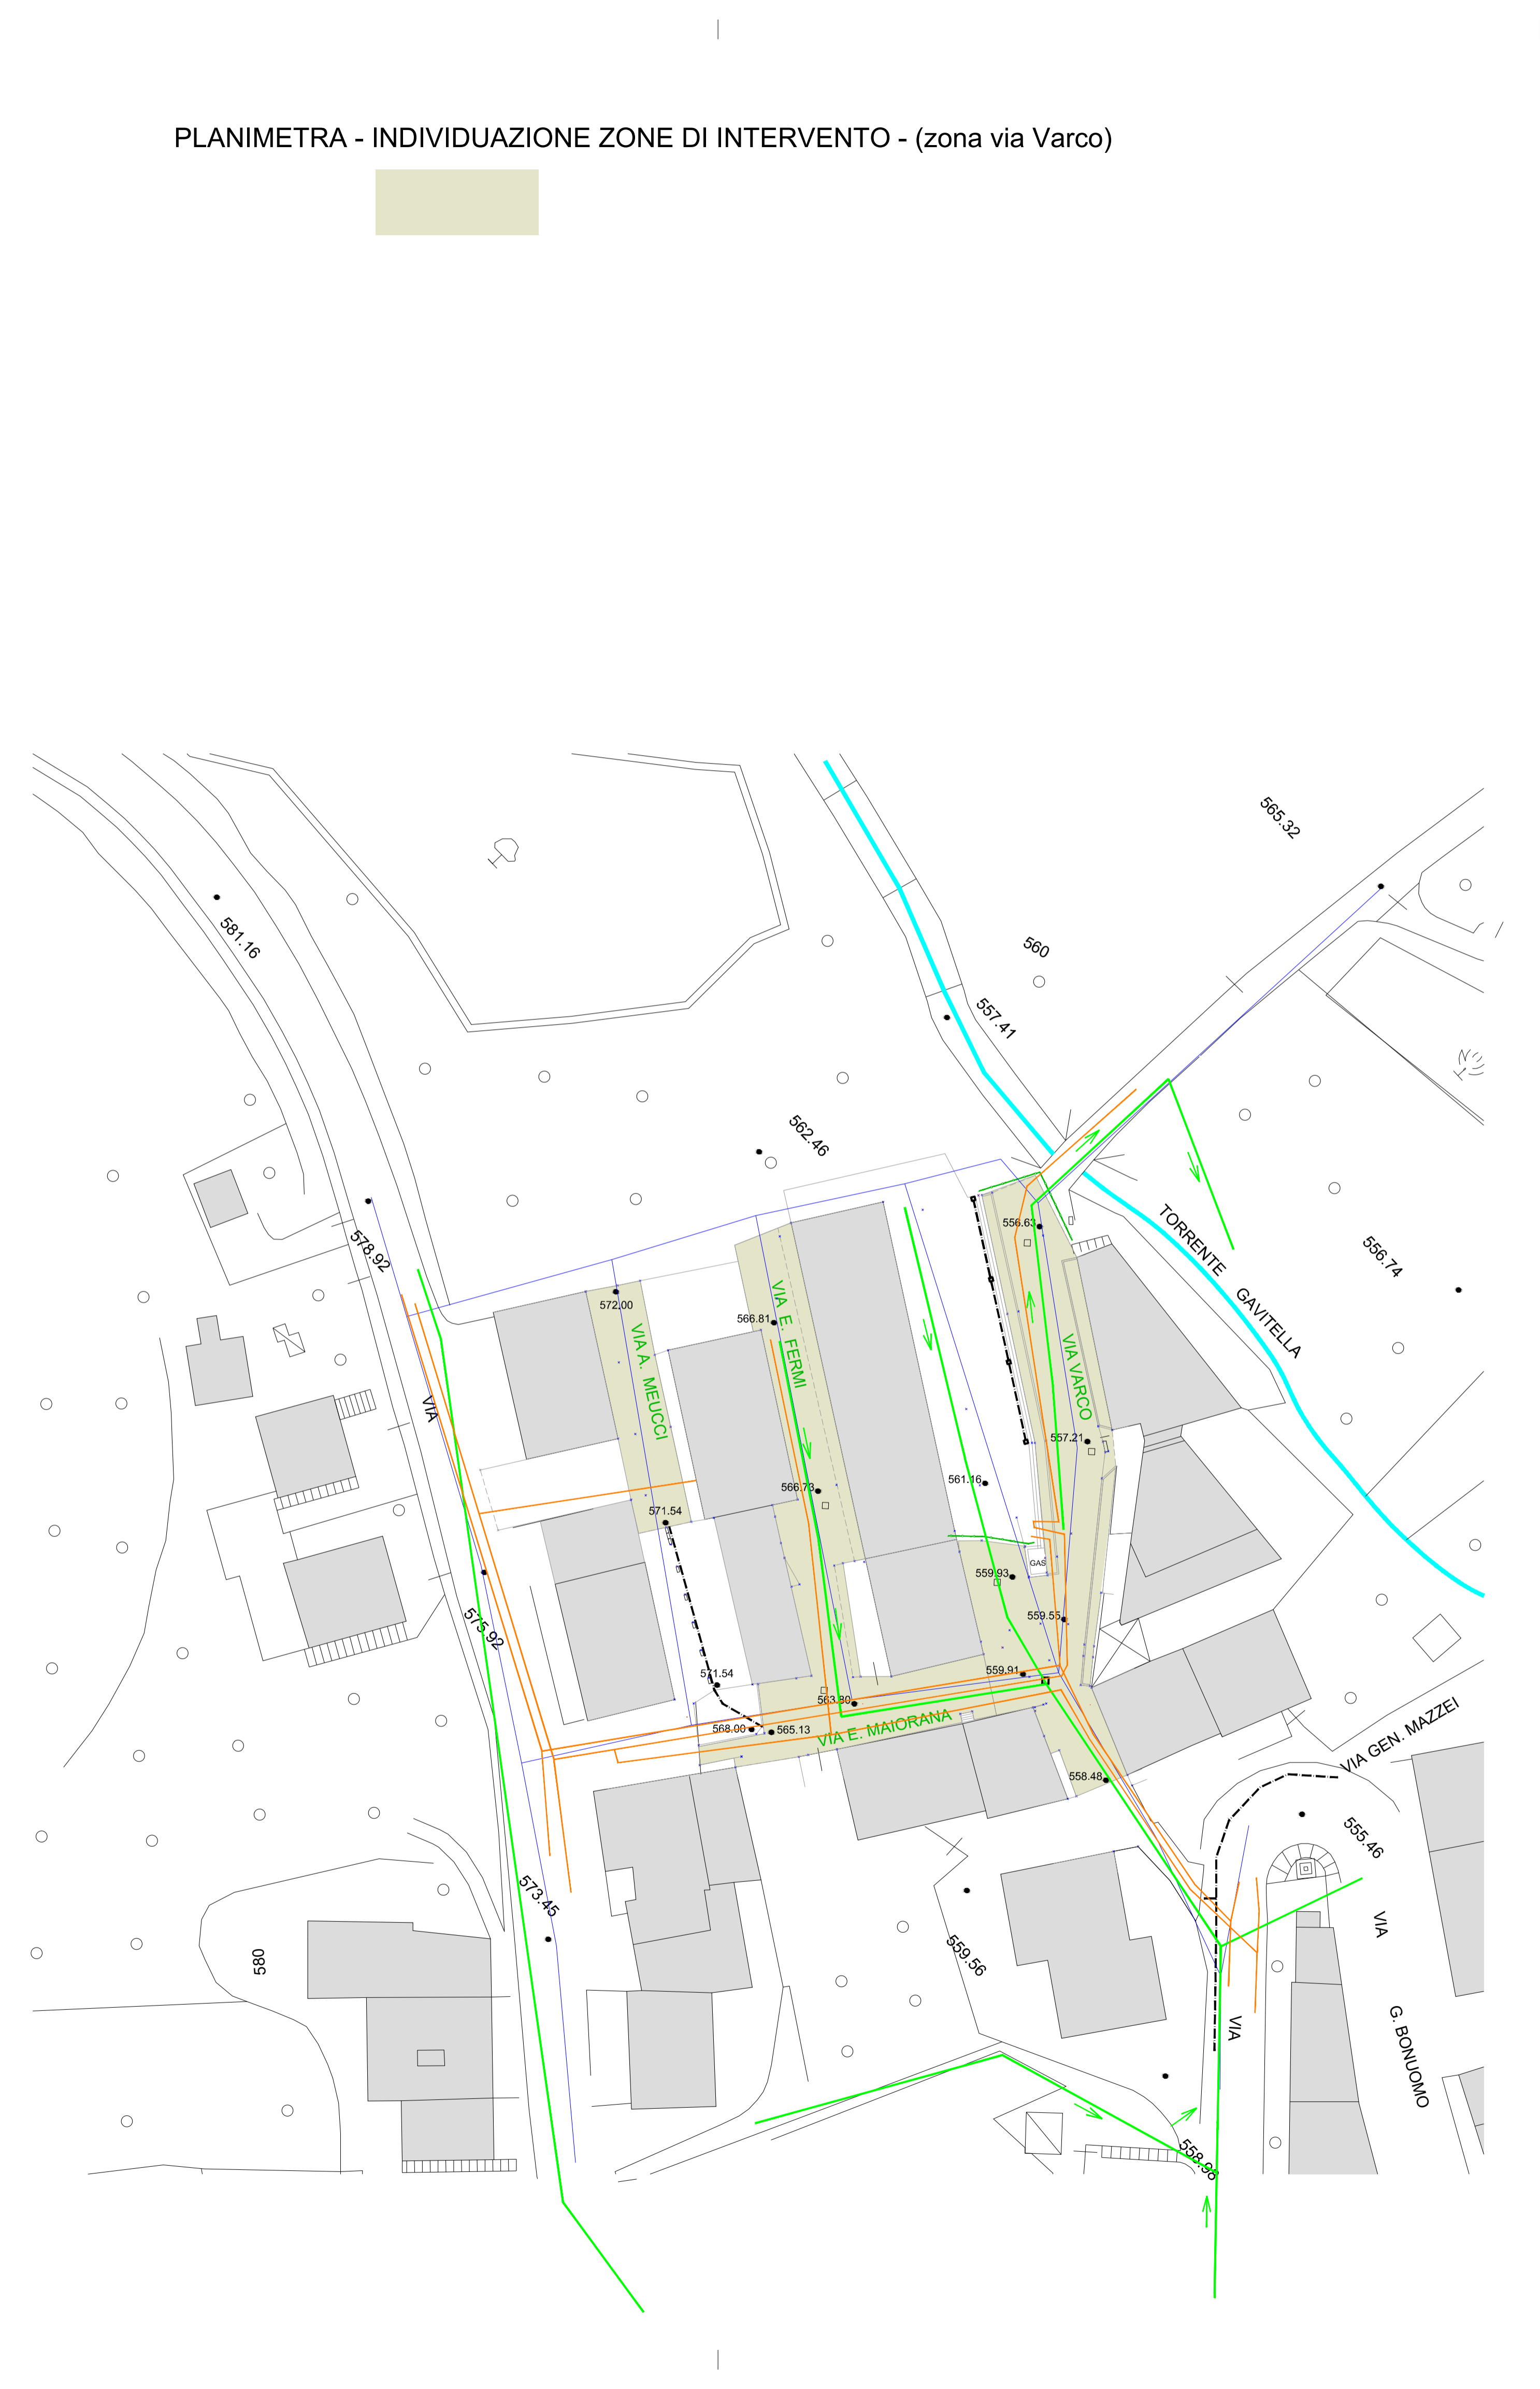 PLANIMETRA - INDIVIDUAZIONE ZONE DI INTERVENTO - (zona via Varco)
565.32
581.16
560
557.41
562.46
578.92
TORRENTE GAVITELLA
556.74
556.63
572.00
566.81
VIA A. MEUCCI
VIA E. FERMI
VIA VARCO
VIA
557.21
561.16
566.73
571.54
GAS
559.93
575.92
559.55
559.91
571.54
563.80
568.00
565.13
VIA E. MAIORANA
558.48
VIA GEN. MAZZEI
555.46
573.45
580
559.56
VIA
G. BONUOMO
VIA
558.98